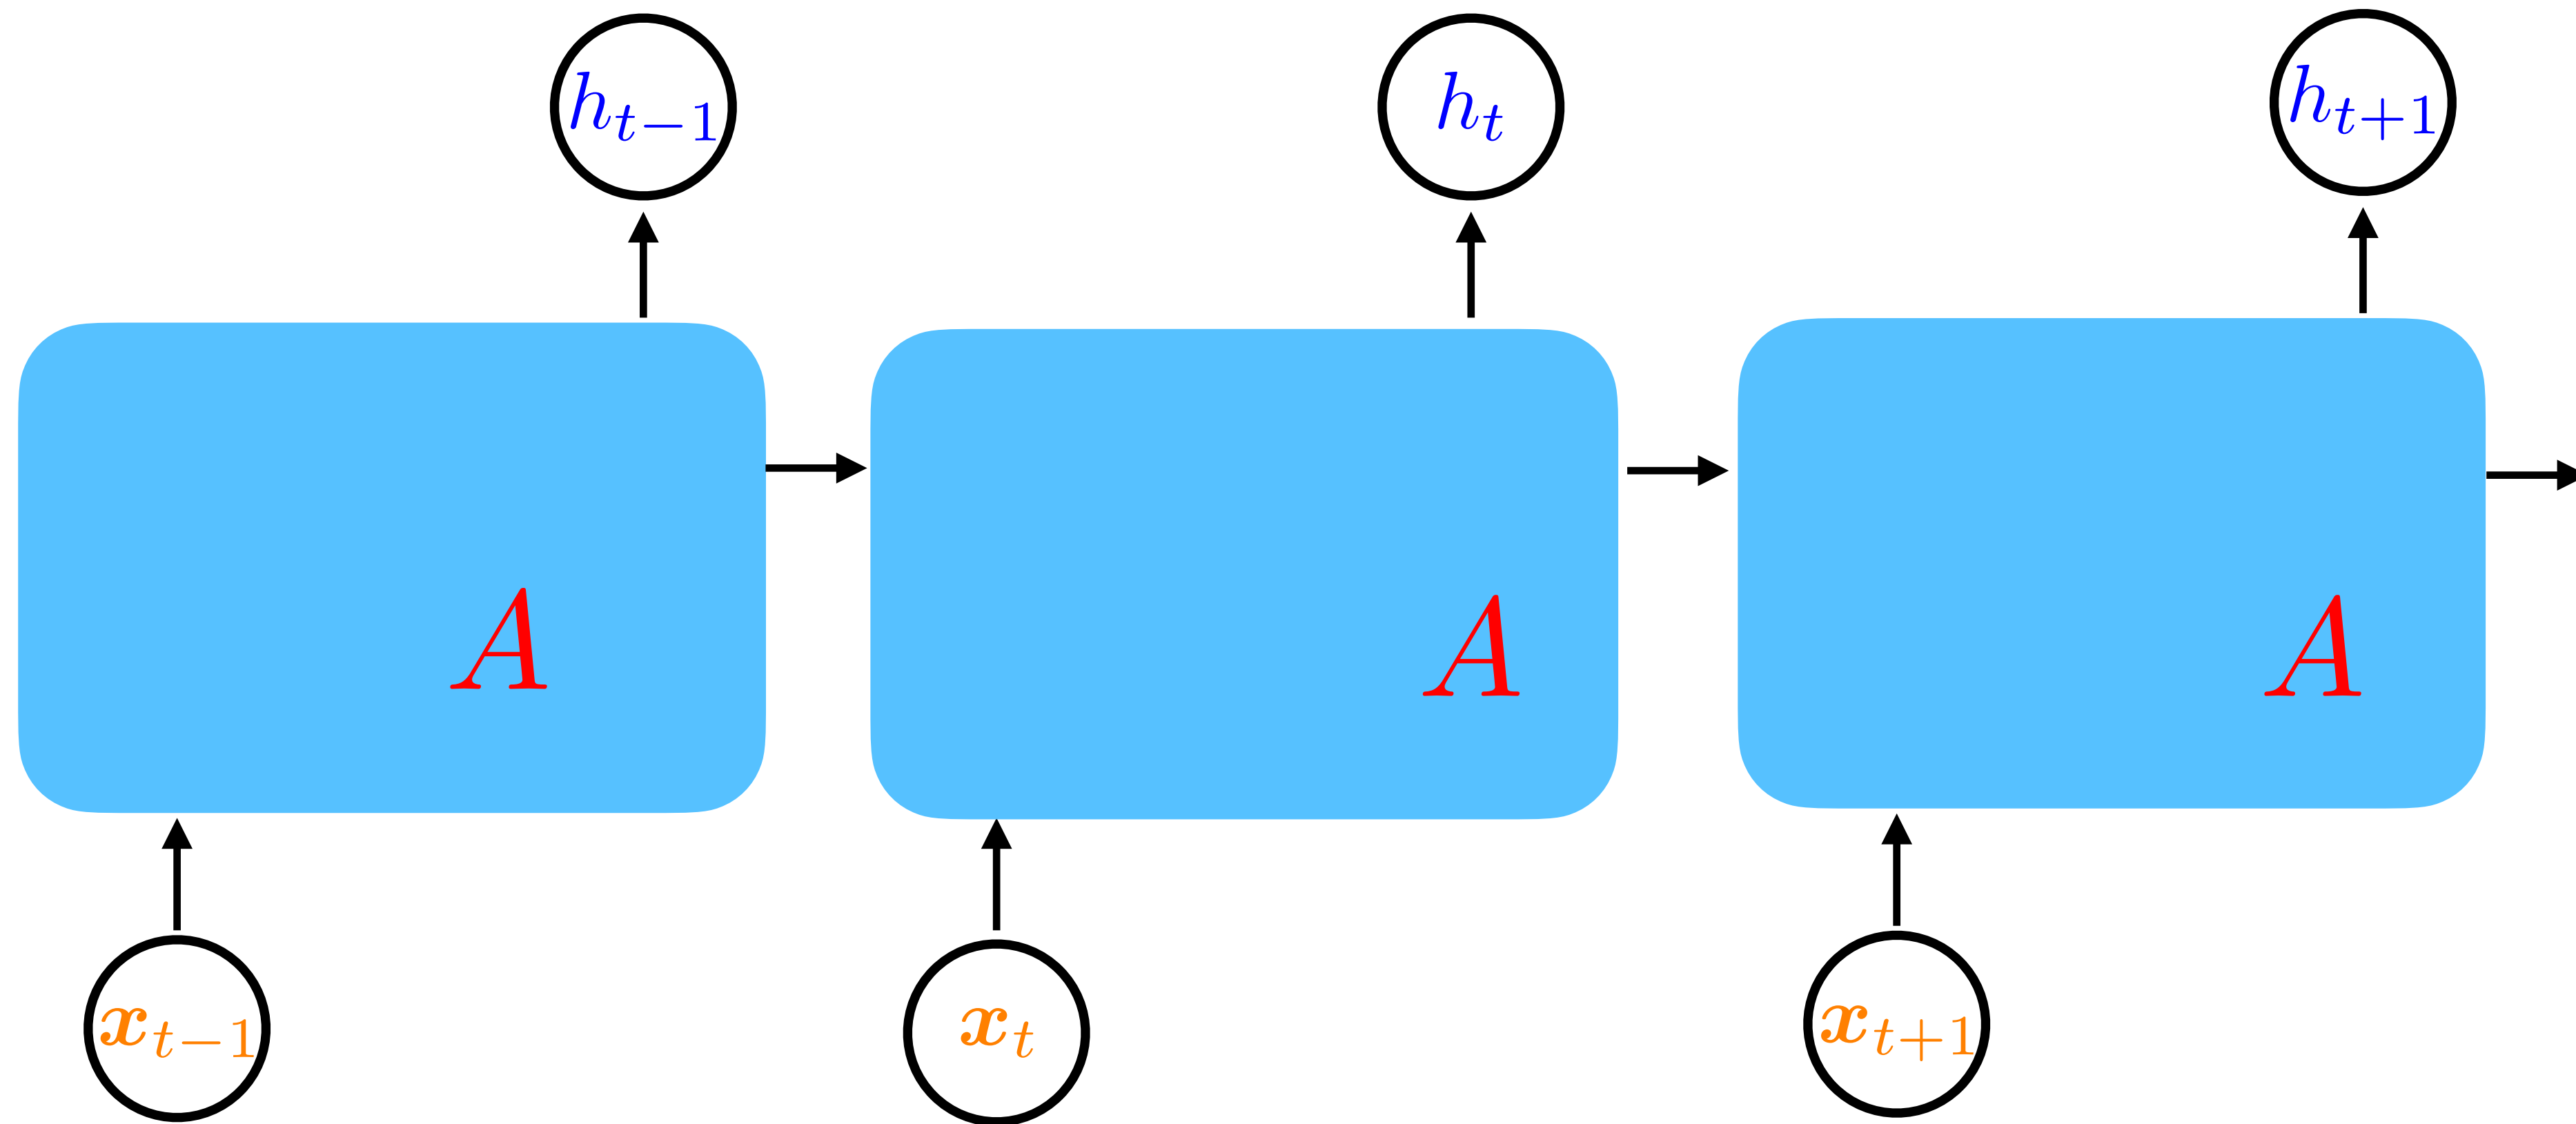 h_{t-1} h_t h_{t+1}
A A A
x_{t-1} x_t x_{t+1}